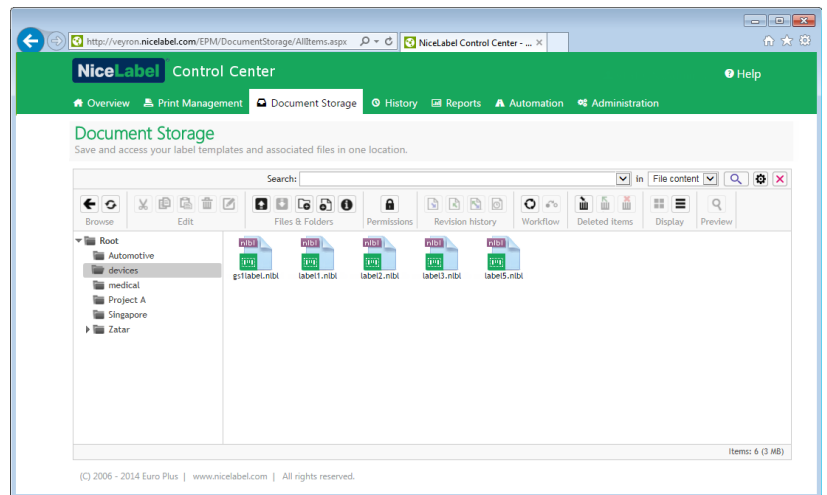 http://veyron.nicelabel.com/EPM/DocumentStorage/AllItems.aspx NiceLabel Control Center - ...
NiceLabel Control Center Help
Overview Print Management Document Storage History Reports Automation Administration
Document Storage
Save and access your label templates and associated files in one location.
Search: in File content
Browse Edit Files & Folders Permissions Revision history Workflow Deleted items Display Preview
Root
Automotive
devices
medical
Project A
Singapore
Zatar
nlbl nlbl nlbl nlbl nlbl
gs1label.nlbl label1.nlbl label2.nlbl label3.nlbl label5.nlbl
Items: 6 (3 MB)
(C) 2006 - 2014 Euro Plus | www.nicelabel.com | All rights reserved.